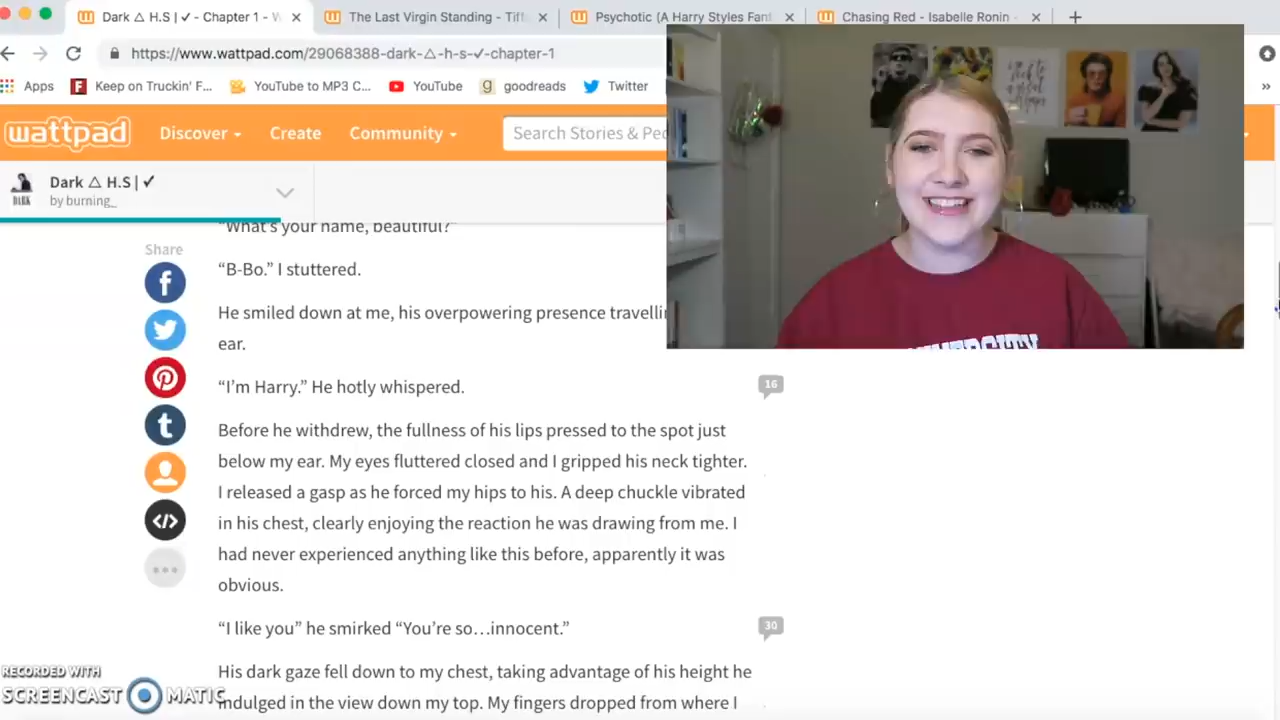 Dark △ H.S | ✓ - Chapter 1 - W
The Last Virgin Standing - Tiff
Psychotic (A Harry Styles Fant
Chasing Red - Isabelle Ronin -
https://www.wattpad.com/29068388-dark-△-h-s-✓-chapter-1
Apps
Keep on Truckin' F...
YouTube to MP3 C...
YouTube
goodreads
Twitter
»
wattpad
Discover
Create
Community
Search Stories & Peo
Dark △ H.S | ✓
by burning_
DARK
Share
“What's your name, beautiful?”
“B-Bo.” I stuttered.
He smiled down at me, his overpowering presence travellin
ear.
“I’m Harry.” He hotly whispered.
16
Before he withdrew, the fullness of his lips pressed to the spot just
below my ear. My eyes fluttered closed and I gripped his neck tighter.
I released a gasp as he forced my hips to his. A deep chuckle vibrated
in his chest, clearly enjoying the reaction he was drawing from me. I
had never experienced anything like this before, apparently it was
obvious.
“I like you” he smirked “You’re so…innocent.”
30
His dark gaze fell down to my chest, taking advantage of his height he
indulged in the view down my top. My fingers dropped from where I
RECORDED WITH
SCREENCAST MATIC